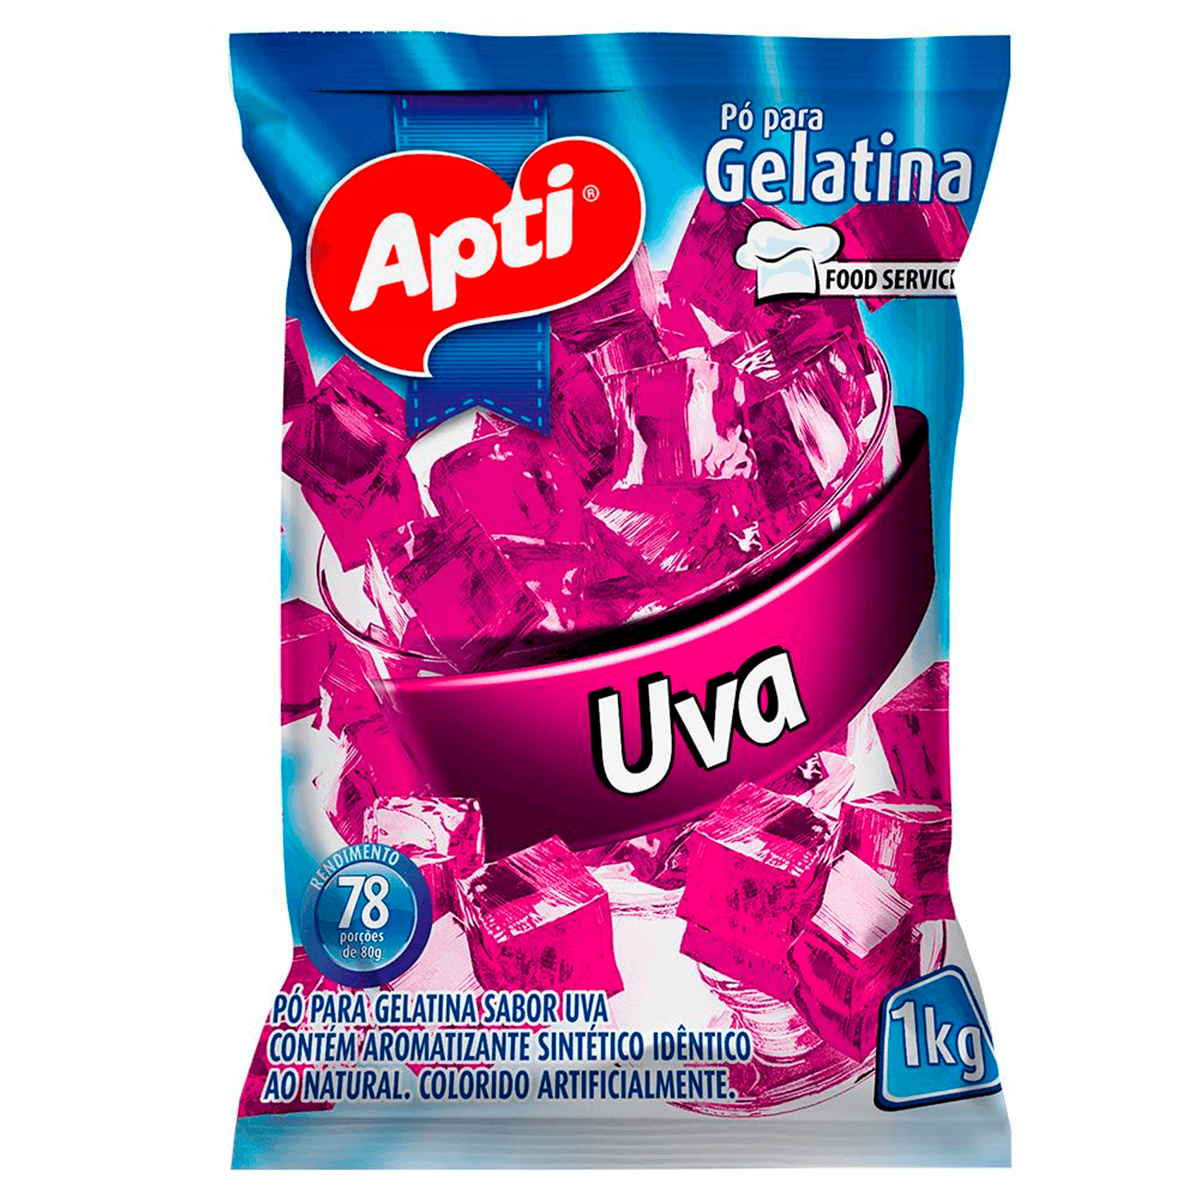 Apti®
Pó para
Gelatina
FOOD SERVICE
Uva
RENDIMENTO
78
porções
de 80g
PÓ PARA GELATINA SABOR UVA
CONTÉM AROMATIZANTE SINTÉTICO IDÊNTICO
AO NATURAL. COLORIDO ARTIFICIALMENTE.
1kg